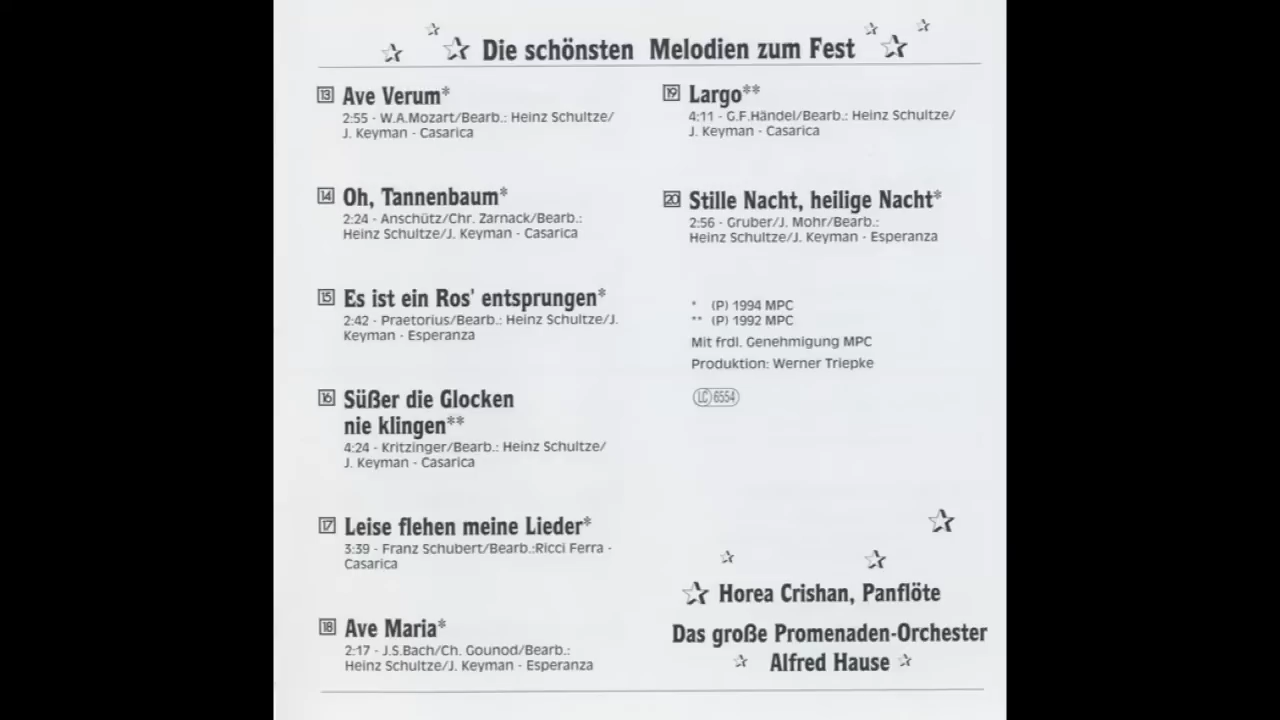 Die schönsten Melodien zum Fest
13 Ave Verum*
2:55 - W.A.Mozart/Bearb.: Heinz Schultze/
J. Keyman - Casarica
14 Oh, Tannenbaum*
2:24 - Anschütz/Chr. Zarnack/Bearb.:
Heinz Schultze/J. Keyman - Casarica
15 Es ist ein Ros' entsprungen*
2:42 - Praetorius/Bearb.: Heinz Schultze/J.
Keyman - Esperanza
16 Süßer die Glocken
nie klingen**
4:24 - Kritzinger/Bearb.: Heinz Schultze/
J. Keyman - Casarica
17 Leise flehen meine Lieder*
3:39 - Franz Schubert/Bearb.:Ricci Ferra -
Casarica
18 Ave Maria*
2:17 - J.S.Bach/Ch. Gounod/Bearb.:
Heinz Schultze/J. Keyman - Esperanza
19 Largo**
4:11 - G.F.Händel/Bearb.: Heinz Schultze/
J. Keyman - Casarica
20 Stille Nacht, heilige Nacht*
2:56 - Gruber/J. Mohr/Bearb.:
Heinz Schultze/J. Keyman - Esperanza
* (P) 1994 MPC
** (P) 1992 MPC
Mit frdl. Genehmigung MPC
Produktion: Werner Triepke
LC 6554
Horea Crishan, Panflöte
Das große Promenaden-Orchester
Alfred Hause